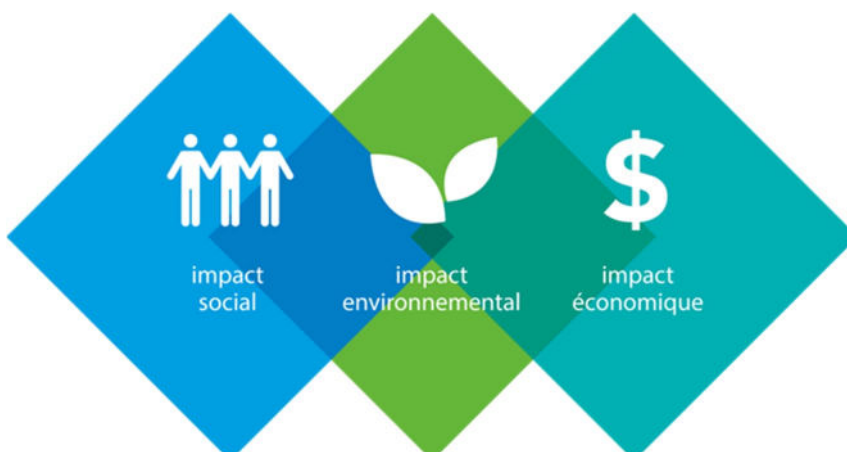 impact
social
impact
environnemental
$
impact
économique